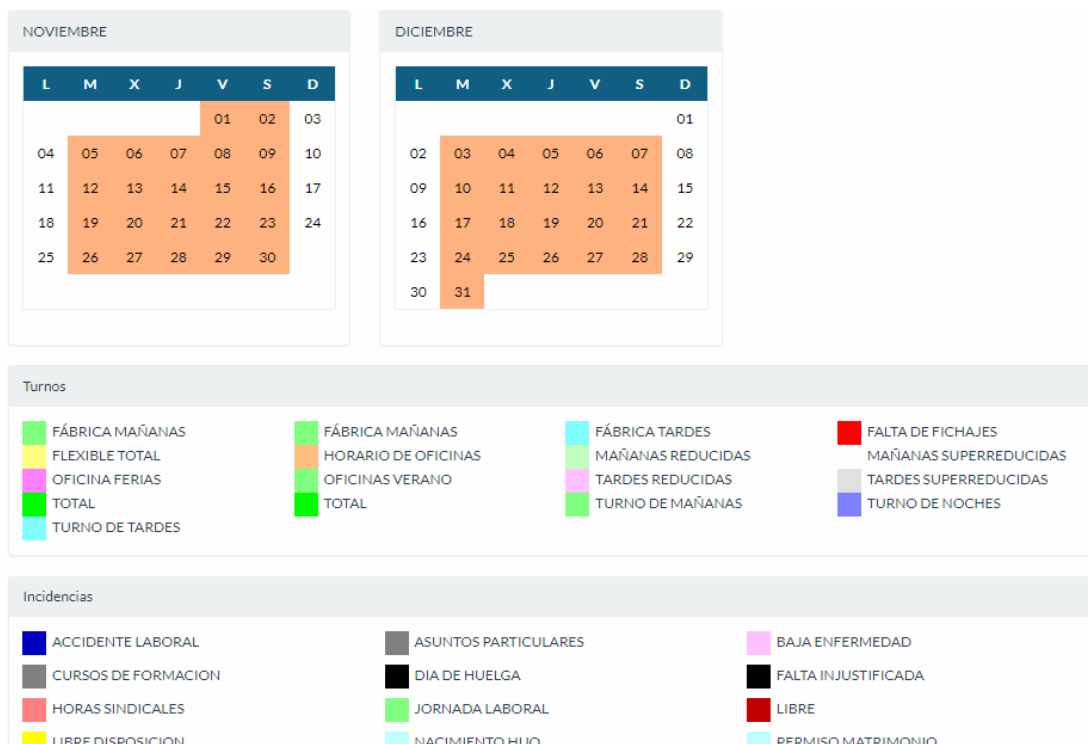 NOVIEMBRE
L M X J V S D
01 02 03
04 05 06 07 08 09 10
11 12 13 14 15 16 17
18 19 20 21 22 23 24
25 26 27 28 29 30
DICIEMBRE
L M X J V S D
01
02 03 04 05 06 07 08
09 10 11 12 13 14 15
16 17 18 19 20 21 22
23 24 25 26 27 28 29
30 31
Turnos
FÁBRICA MAÑANAS FÁBRICA MAÑANAS FÁBRICA TARDES FALTA DE FICHAJES
FLEXIBLE TOTAL HORARIO DE OFICINAS MAÑANAS REDUCIDAS MAÑANAS SUPERREDUCIDAS
OFICINA FERIAS OFICINAS VERANO TARDES REDUCIDAS TARDES SUPERREDUCIDAS
TOTAL TOTAL TURNO DE MAÑANAS TURNO DE NOCHES
TURNO DE TARDES
Incidencias
ACCIDENTE LABORAL ASUNTOS PARTICULARES BAJA ENFERMEDAD
CURSOS DE FORMACION DIA DE HUELGA FALTA INJUSTIFICADA
HORAS SINDICALES JORNADA LABORAL LIBRE
LIBRE DISPOSICION NACIMIENTO HIJO PERMISO MATRIMONIO